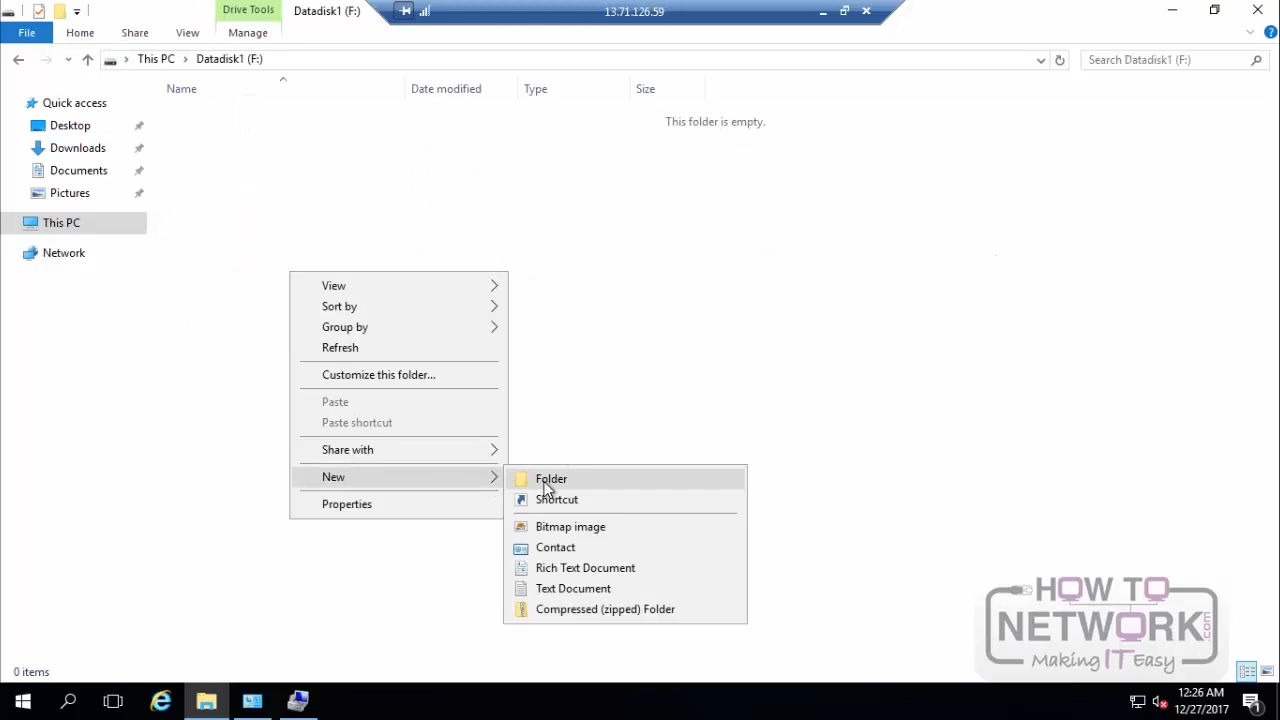 Drive Tools
Datadisk1 (F:)
13.71.126.59
File
Home
Share
View
Manage
This PC
Datadisk1 (F:)
Search Datadisk1 (F:)
Name
Date modified
Type
Size
This folder is empty.
Quick access
Desktop
Downloads
Documents
Pictures
This PC
Network
View
Sort by
Group by
Refresh
Customize this folder...
Paste
Paste shortcut
Share with
New
Properties
Folder
Shortcut
Bitmap image
Contact
Rich Text Document
Text Document
Compressed (zipped) Folder
HOW TO
NETWORK.com
Making IT Easy
0 items
12:26 AM
12/27/2017
1